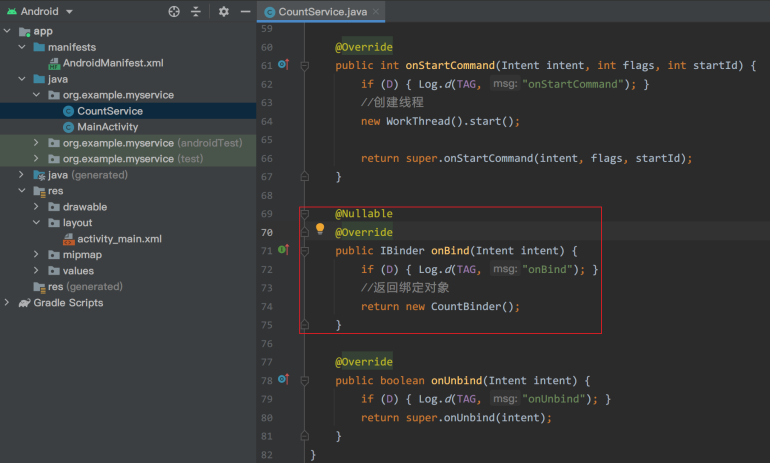 Android
CountService.java
app
manifests
AndroidManifest.xml
java
org.example.myservice
CountService
MainActivity
org.example.myservice (androidTest)
org.example.myservice (test)
java (generated)
res
drawable
layout
activity_main.xml
mipmap
values
res (generated)
Gradle Scripts
59
60 @Override
61 public int onStartCommand(Intent intent, int flags, int startId) {
62 if (D) { Log.d(TAG, msg: "onStartCommand"); }
63 //创建线程
64 new WorkThread().start();
65
66 return super.onStartCommand(intent, flags, startId);
67 }
68
69 @Nullable
70 @Override
71 public IBinder onBind(Intent intent) {
72 if (D) { Log.d(TAG, msg: "onBind"); }
73 //返回绑定对象
74 return new CountBinder();
75 }
76
77 @Override
78 public boolean onUnbind(Intent intent) {
79 if (D) { Log.d(TAG, msg: "onUnbind"); }
80 return super.onUnbind(intent);
81 }
82 }